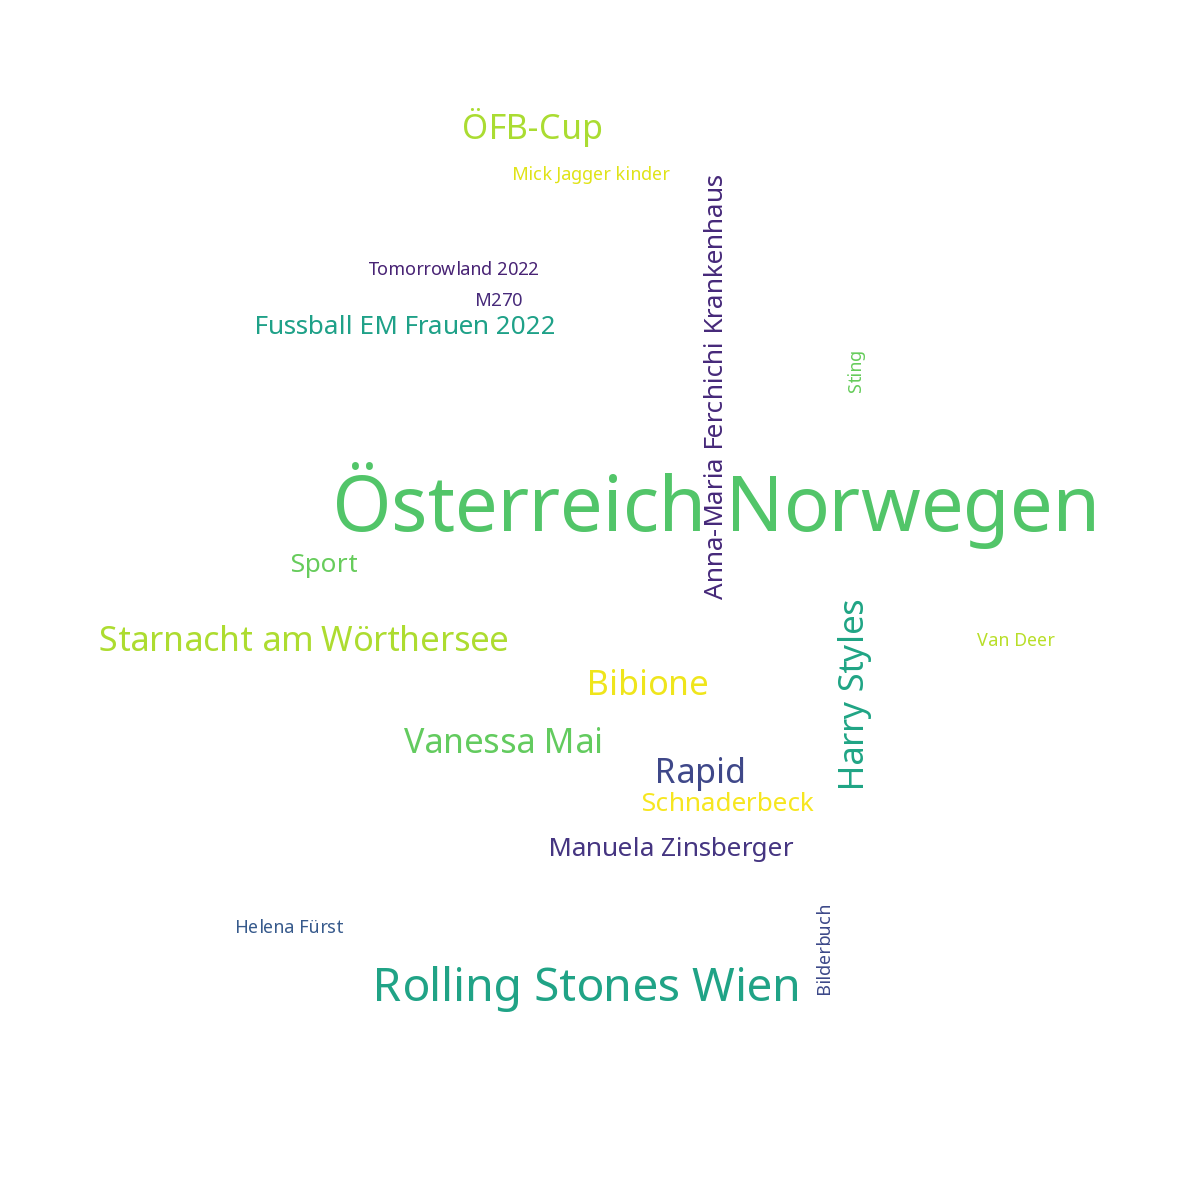 ÖFB-Cup
Mick Jagger kinder
Anna-Maria Ferchichi Krankenhaus
Tomorrowland 2022
M270
Fussball EM Frauen 2022
Sting
Österreich Norwegen
Sport
Harry Styles
Starnacht am Wörthersee
Van Deer
Bibione
Vanessa Mai
Rapid
Schnaderbeck
Manuela Zinsberger
Bilderbuch
Helena Fürst
Rolling Stones Wien